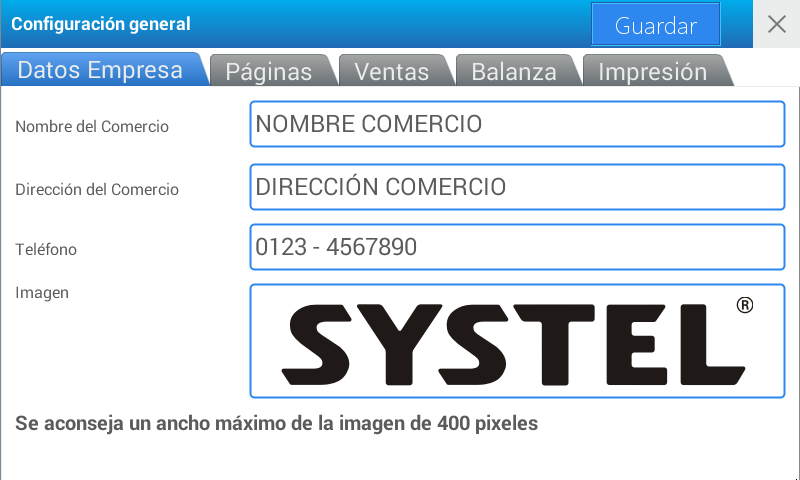 Configuración general
Guardar
Datos Empresa
Páginas
Ventas
Balanza
Impresión
Nombre del Comercio
NOMBRE COMERCIO
Dirección del Comercio
DIRECCIÓN COMERCIO
Teléfono
0123 - 4567890
Imagen
SYSTEL®
Se aconseja un ancho máximo de la imagen de 400 pixeles